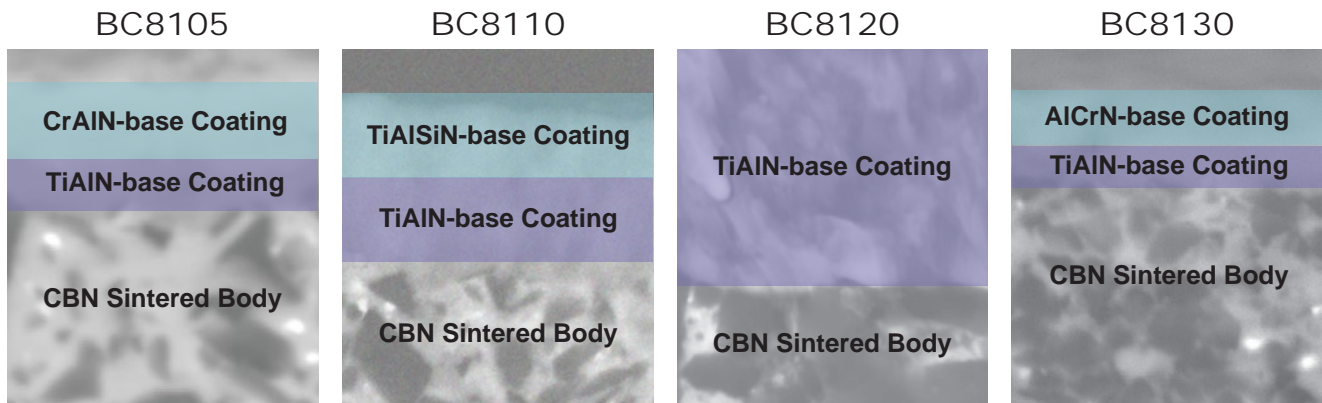 BC8105
BC8110
BC8120
BC8130
CrAlN-base Coating
TiAlN-base Coating
CBN Sintered Body
TiAlSiN-base Coating
TiAlN-base Coating
CBN Sintered Body
TiAlN-base Coating
CBN Sintered Body
AlCrN-base Coating
TiAlN-base Coating
CBN Sintered Body